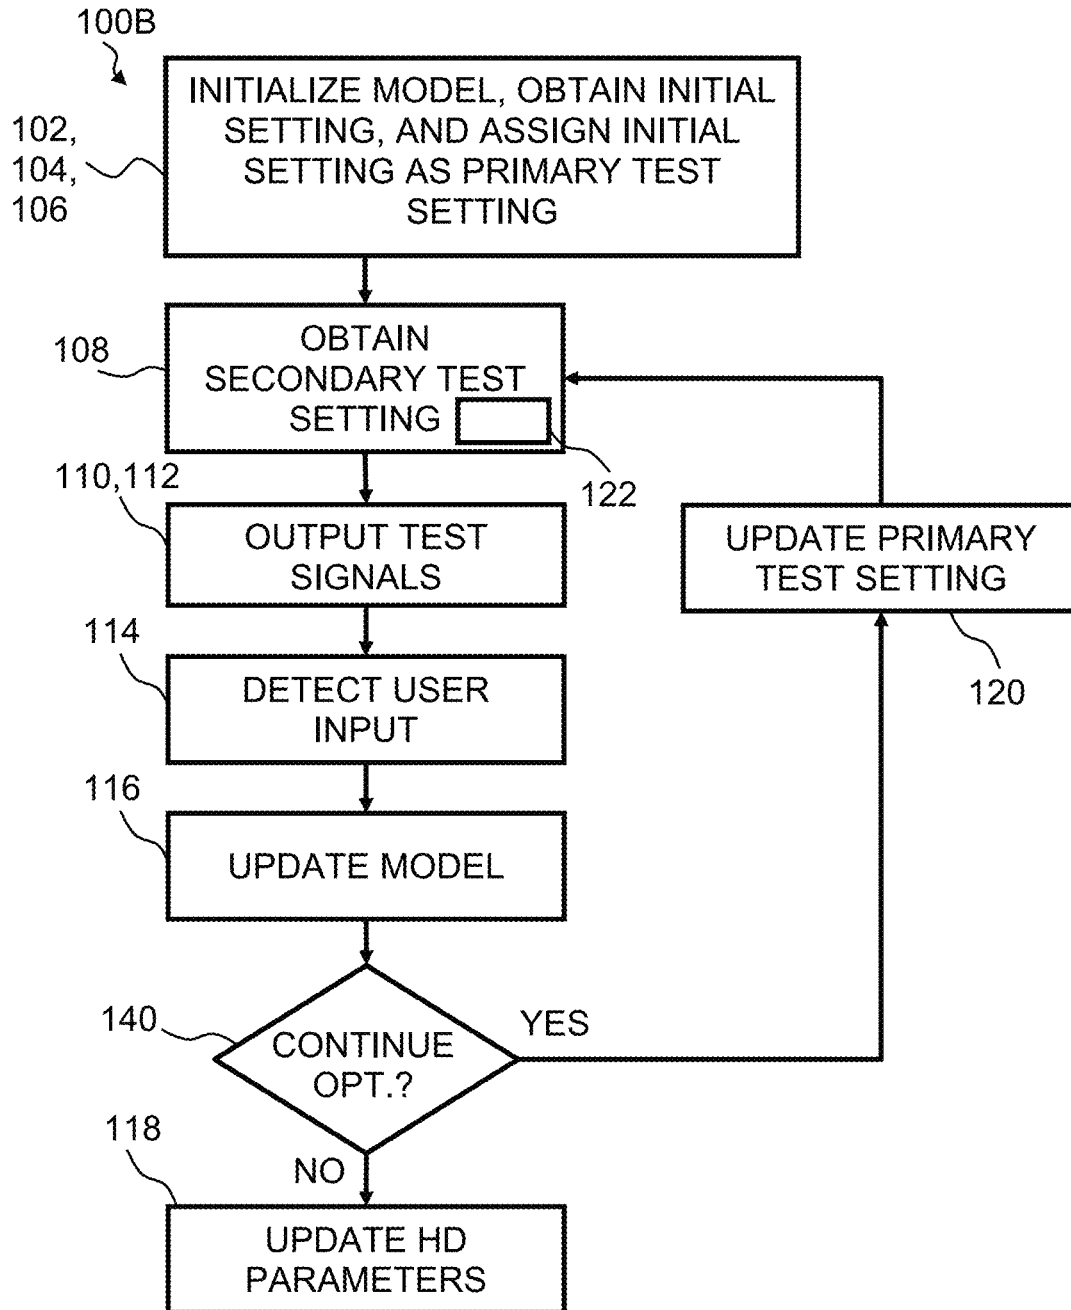 100B
INITIALIZE MODEL, OBTAIN INITIAL
SETTING, AND ASSIGN INITIAL
SETTING AS PRIMARY TEST
SETTING
102,
104,
106
OBTAIN
SECONDARY TEST
SETTING
108
122
110,112
OUTPUT TEST
SIGNALS
UPDATE PRIMARY
TEST SETTING
120
114
DETECT USER
INPUT
116
UPDATE MODEL
140
CONTINUE
OPT.?
YES
NO
118
UPDATE HD
PARAMETERS